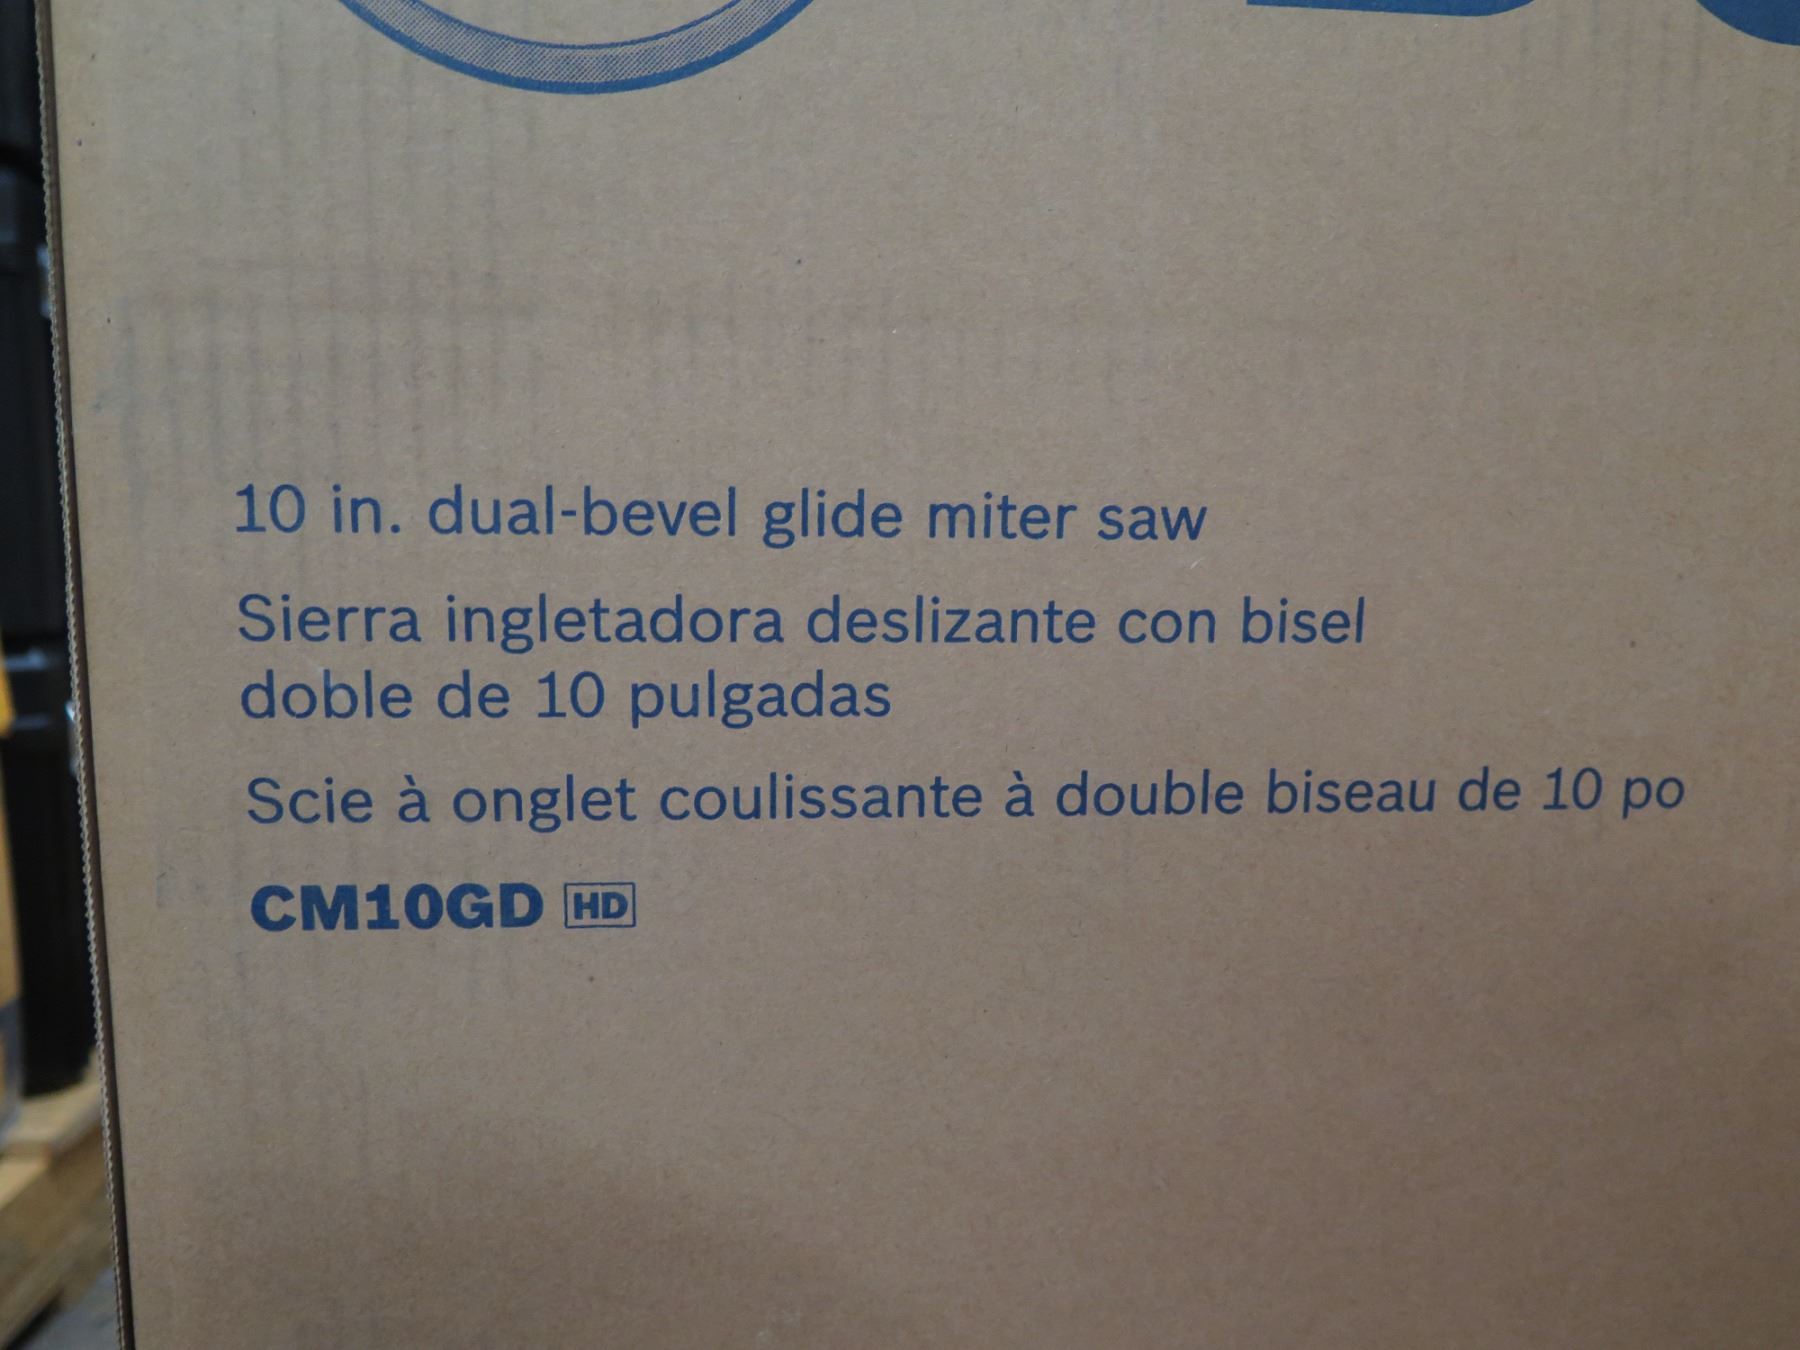 10 in. dual-bevel glide miter saw
Sierra ingletadora deslizante con bisel
doble de 10 pulgadas
Scie à onglet coulissante à double biseau de 10 po
CM10GD HD